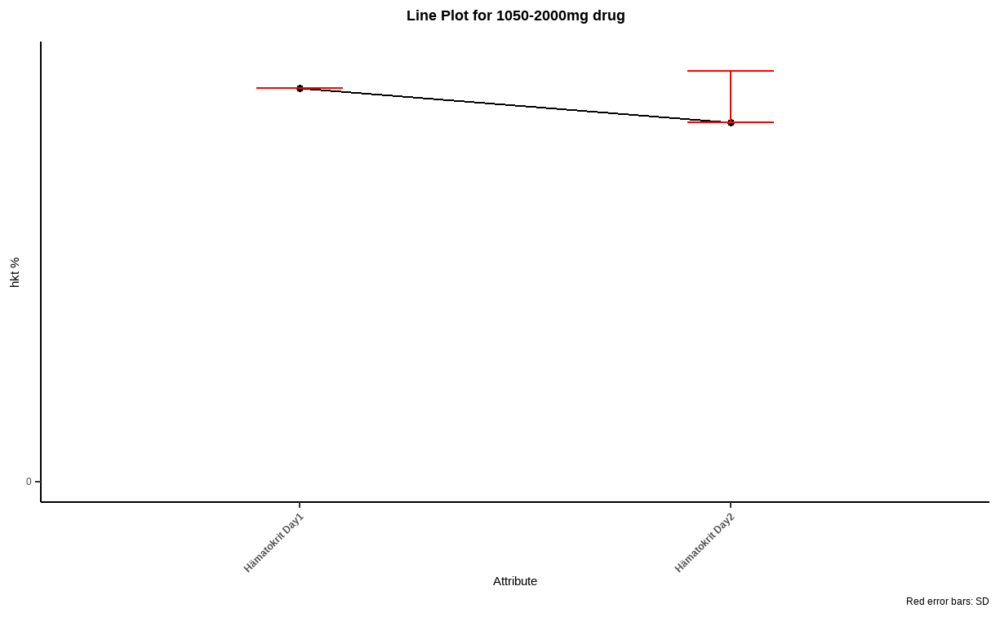 Line Plot for 1050-2000mg drug
hkt %
0
Hämatokrit Day1
Hämatokrit Day2
Attribute
Red error bars: SD